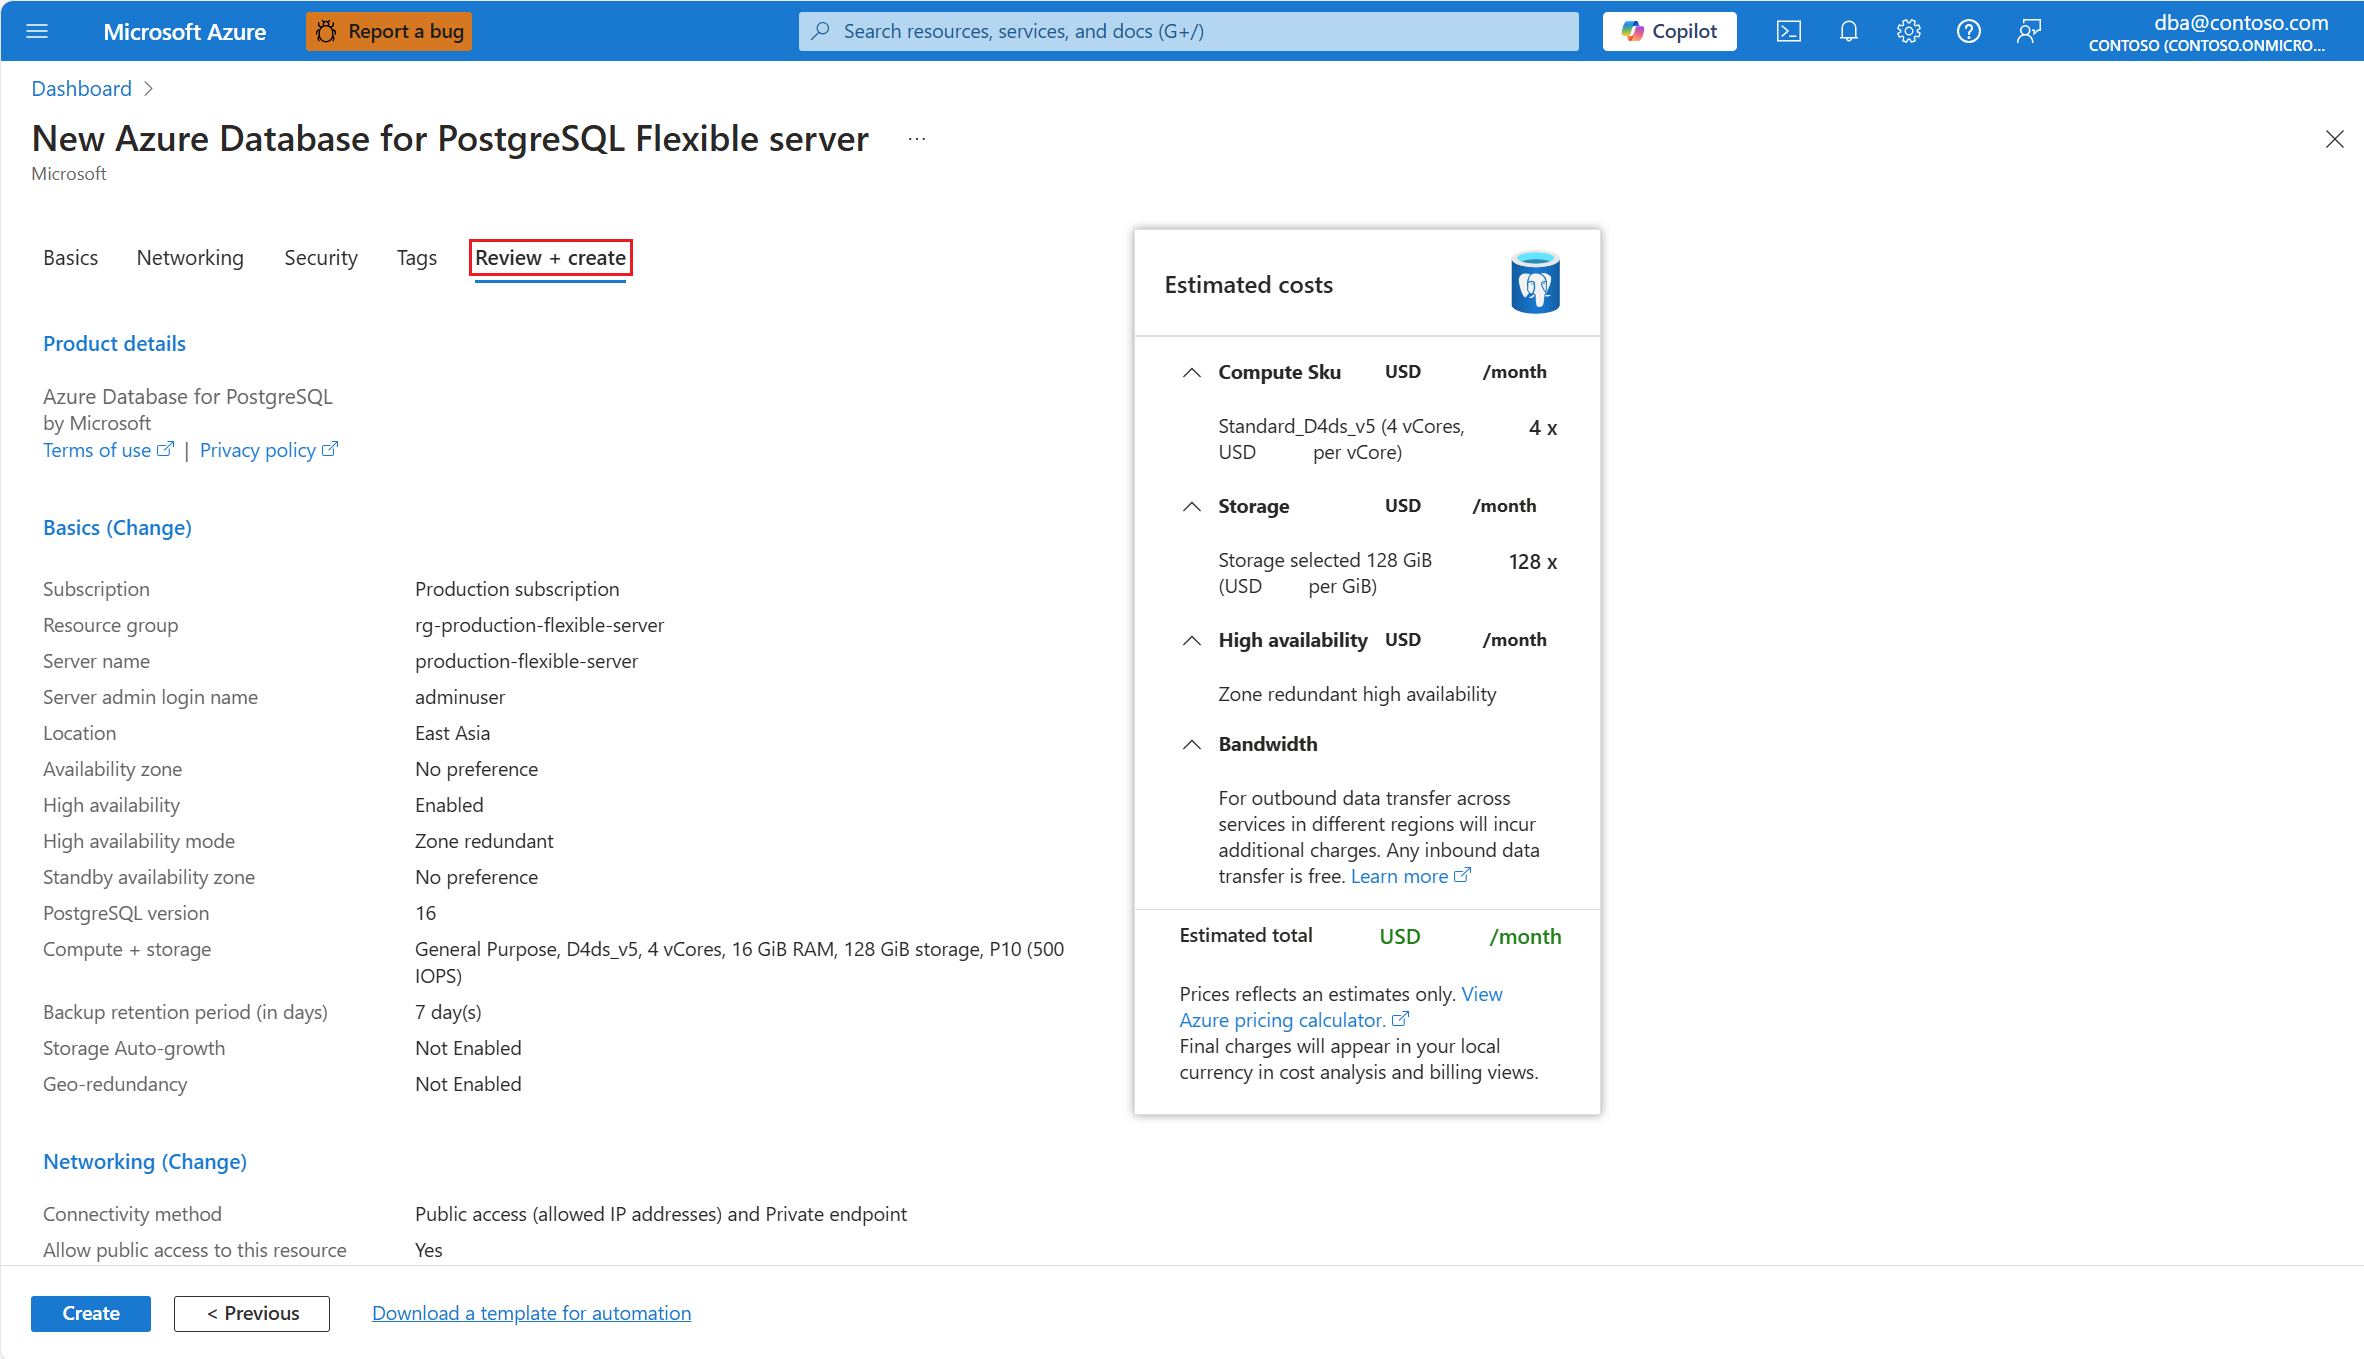 Microsoft Azure
Report a bug
Search resources, services, and docs (G+/)
Copilot
dba@contoso.com
CONTOSO (CONTOSO.ONMICRO...
Dashboard
New Azure Database for PostgreSQL Flexible server ...
Microsoft
Basics Networking Security Tags Review + create
Product details
Azure Database for PostgreSQL
by Microsoft
Terms of use | Privacy policy
Basics (Change)
Subscription Production subscription
Resource group rg-production-flexible-server
Server name production-flexible-server
Server admin login name adminuser
Location East Asia
Availability zone No preference
High availability Enabled
High availability mode Zone redundant
Standby availability zone No preference
PostgreSQL version 16
Compute + storage General Purpose, D4ds_v5, 4 vCores, 16 GiB RAM, 128 GiB storage, P10 (500
IOPS)
Backup retention period (in days) 7 day(s)
Storage Auto-growth Not Enabled
Geo-redundancy Not Enabled
Networking (Change)
Connectivity method Public access (allowed IP addresses) and Private endpoint
Allow public access to this resource Yes
Estimated costs
Compute Sku USD /month
Standard_D4ds_v5 (4 vCores, 4 x
USD per vCore)
Storage USD /month
Storage selected 128 GiB 128 x
(USD per GiB)
High availability USD /month
Zone redundant high availability
Bandwidth
For outbound data transfer across
services in different regions will incur
additional charges. Any inbound data
transfer is free. Learn more
Estimated total USD /month
Prices reflects an estimates only. View
Azure pricing calculator.
Final charges will appear in your local
currency in cost analysis and billing views.
Create < Previous Download a template for automation